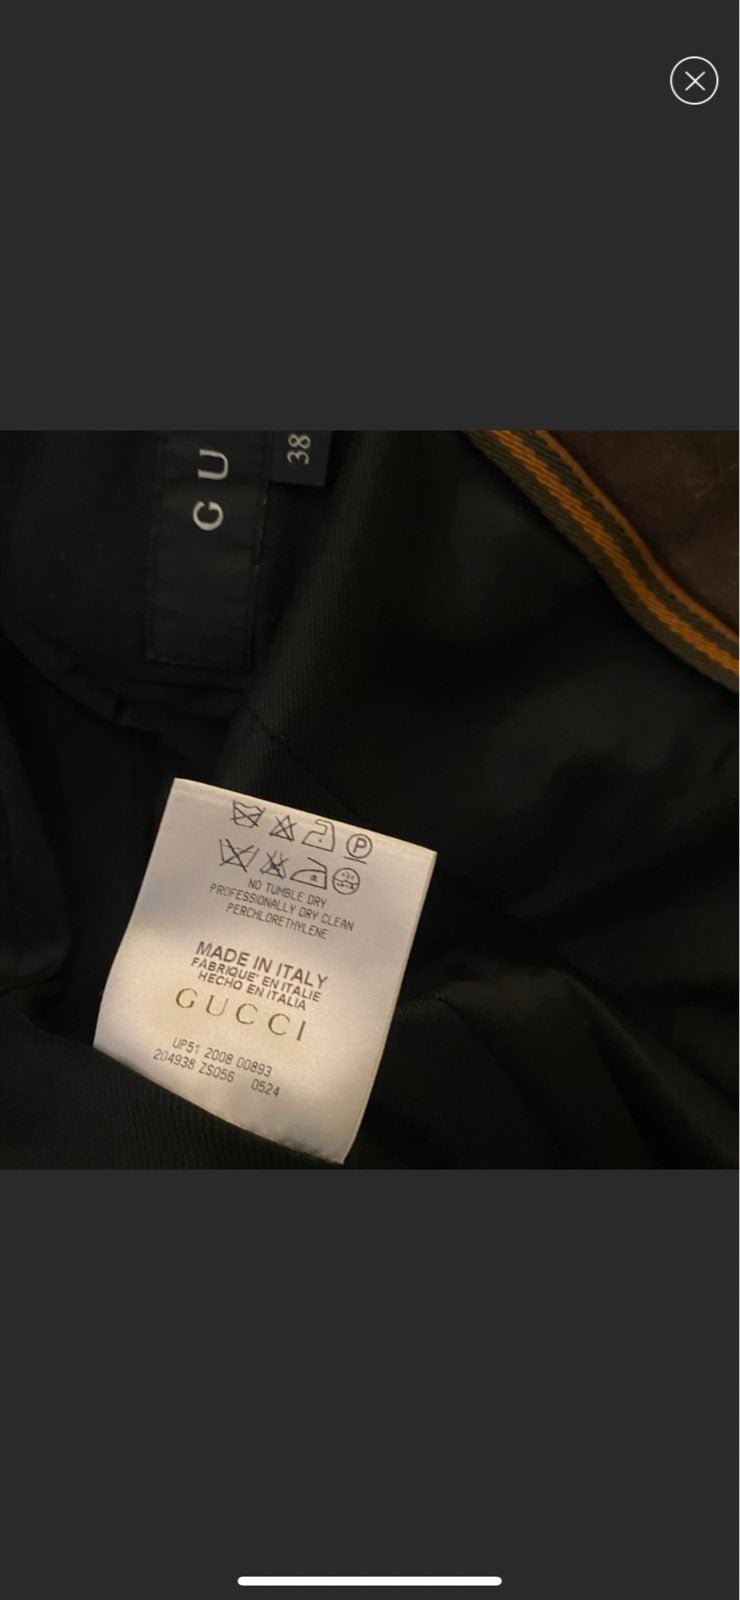 G U
38
P
NO TUMBLE DRY
PROFESSIONALLY DRY CLEAN
PERCHLORETHYLENE
MADE IN ITALY
FABRIQUE' EN ITALIE
HECHO EN ITALIA
GUCCI
UP51 2008 00893
204938 ZS056 0524